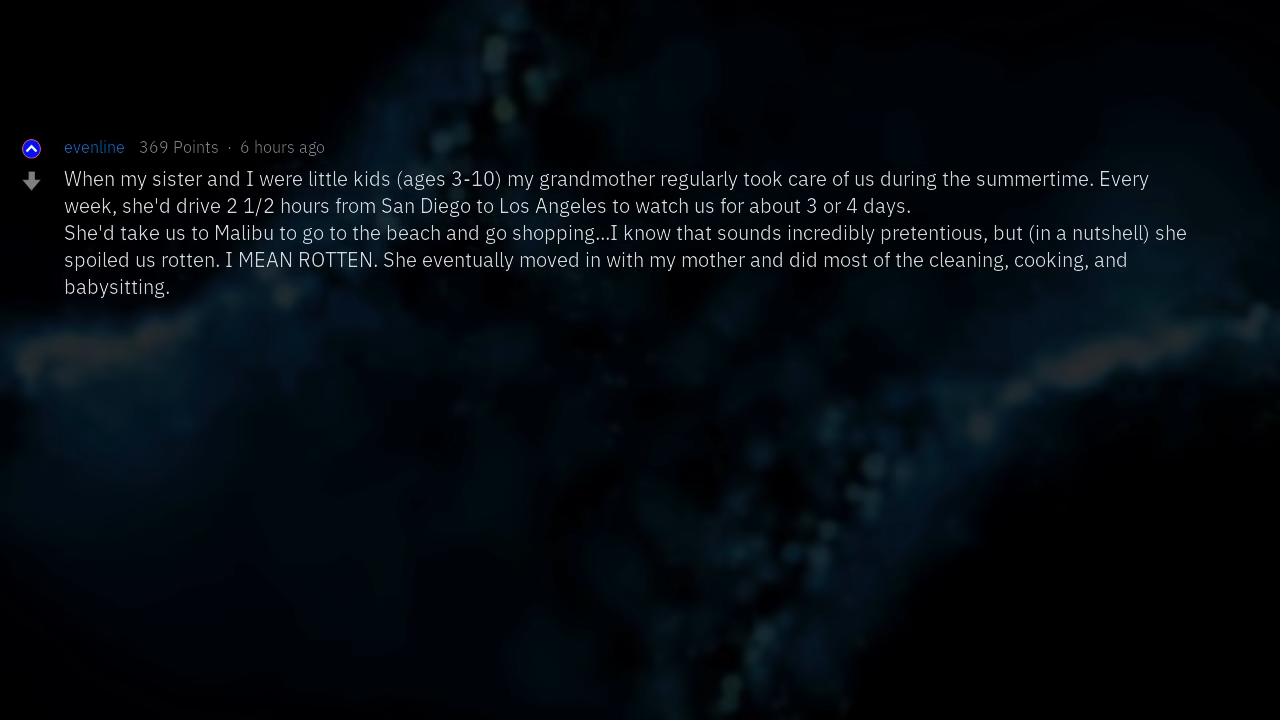 evenline 369 Points · 6 hours ago
When my sister and I were little kids (ages 3-10) my grandmother regularly took care of us during the summertime. Every
week, she'd drive 2 1/2 hours from San Diego to Los Angeles to watch us for about 3 or 4 days.
She'd take us to Malibu to go to the beach and go shopping...I know that sounds incredibly pretentious, but (in a nutshell) she
spoiled us rotten. I MEAN ROTTEN. She eventually moved in with my mother and did most of the cleaning, cooking, and
babysitting.